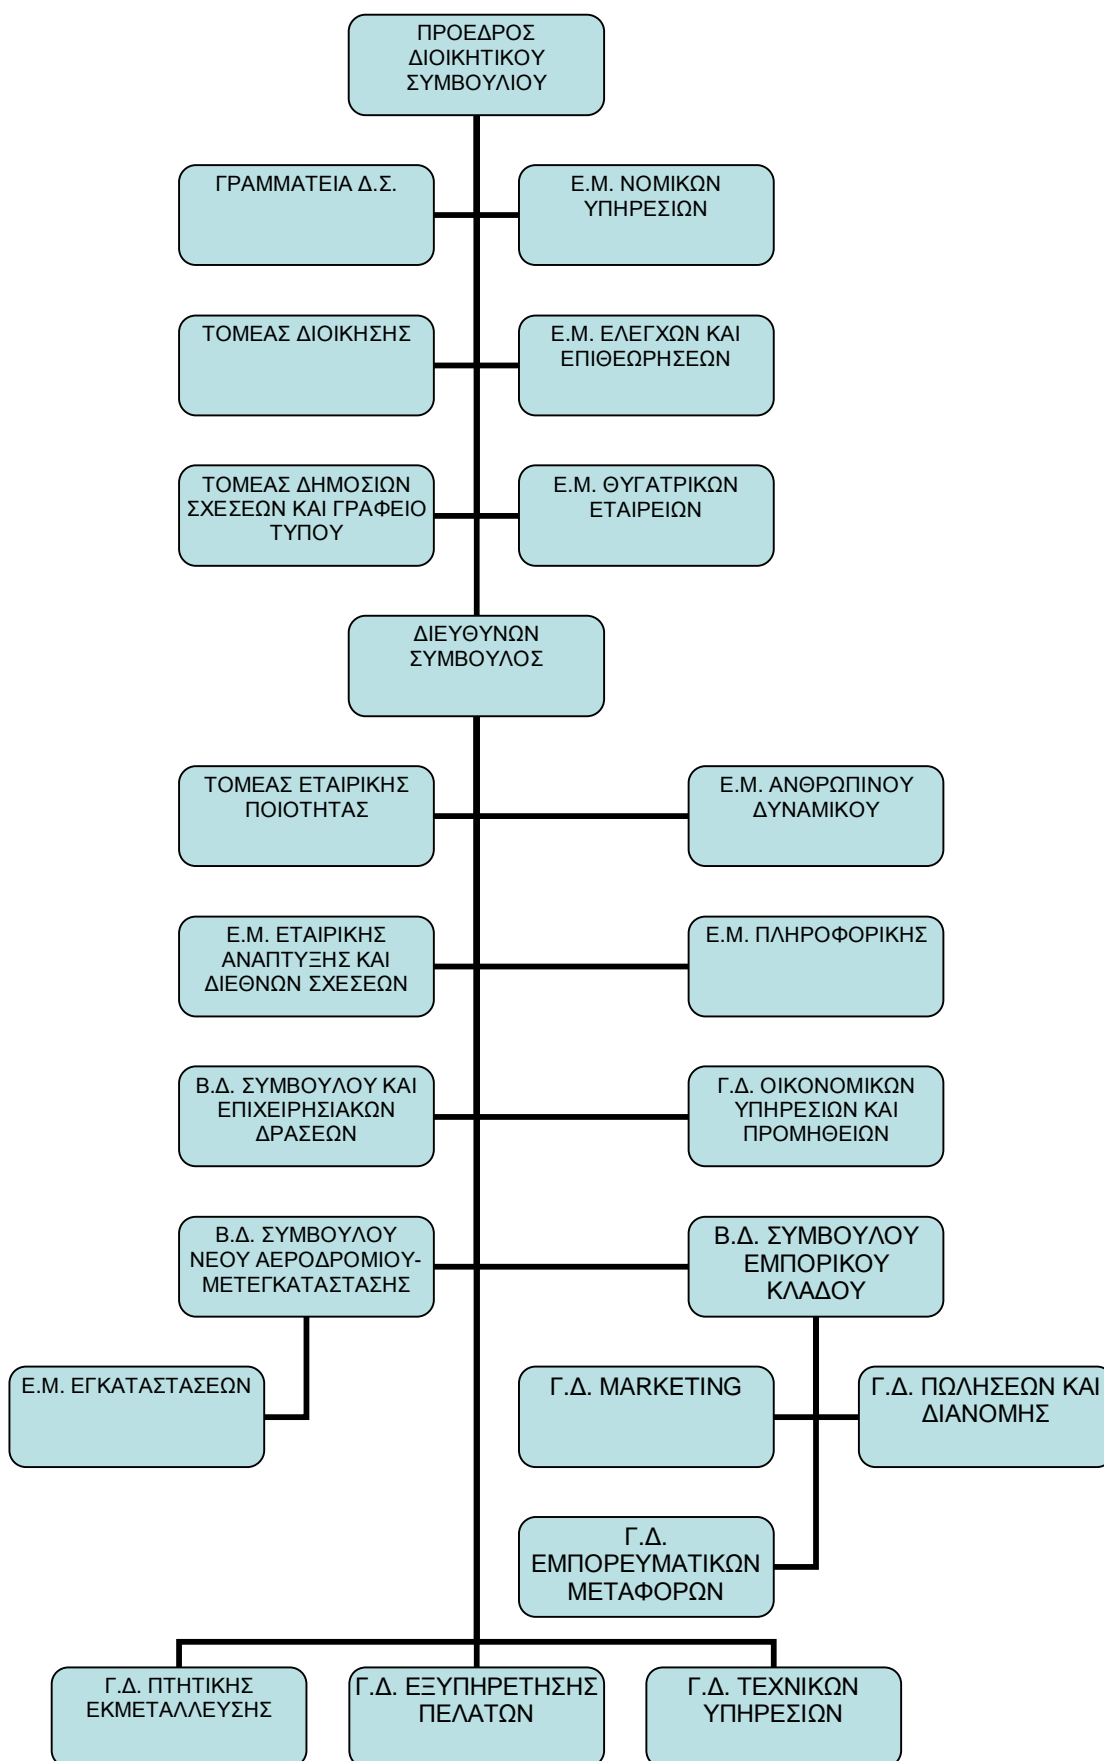 ΠΡΟΕΔΡΟΣ
ΔΙΟΙΚΗΤΙΚΟΥ
ΣΥΜΒΟΥΛΙΟΥ
ΓΡΑΜΜΑΤΕΙΑ Δ.Σ.
Ε.Μ. ΝΟΜΙΚΩΝ
ΥΠΗΡΕΣΙΩΝ
ΤΟΜΕΑΣ ΔΙΟΙΚΗΣΗΣ
Ε.Μ. ΕΛΕΓΧΩΝ ΚΑΙ
ΕΠΙΘΕΩΡΗΣΕΩΝ
ΤΟΜΕΑΣ ΔΗΜΟΣΙΩΝ
ΣΧΕΣΕΩΝ ΚΑΙ ΓΡΑΦΕΙΟ
ΤΥΠΟΥ
Ε.Μ. ΘΥΓΑΤΡΙΚΩΝ
ΕΤΑΙΡΕΙΩΝ
ΔΙΕΥΘΥΝΩΝ
ΣΥΜΒΟΥΛΟΣ
ΤΟΜΕΑΣ ΕΤΑΙΡΙΚΗΣ
ΠΟΙΟΤΗΤΑΣ
Ε.Μ. ΑΝΘΡΩΠΙΝΟΥ
ΔΥΝΑΜΙΚΟΥ
Ε.Μ. ΕΤΑΙΡΙΚΗΣ
ΑΝΑΠΤΥΞΗΣ ΚΑΙ
ΔΙΕΘΝΩΝ ΣΧΕΣΕΩΝ
Ε.Μ. ΠΛΗΡΟΦΟΡΙΚΗΣ
Β.Δ. ΣΥΜΒΟΥΛΟΥ ΚΑΙ
ΕΠΙΧΕΙΡΗΣΙΑΚΩΝ
ΔΡΑΣΕΩΝ
Γ.Δ. ΟΙΚΟΝΟΜΙΚΩΝ
ΥΠΗΡΕΣΙΩΝ ΚΑΙ
ΠΡΟΜΗΘΕΙΩΝ
Β.Δ. ΣΥΜΒΟΥΛΟΥ
ΝΕΟΥ ΑΕΡΟΔΡΟΜΙΟΥ-
ΜΕΤΕΓΚΑΤΑΣΤΑΣΗΣ
Β.Δ. ΣΥΜΒΟΥΛΟΥ
ΕΜΠΟΡΙΚΟΥ
ΚΛΑΔΟΥ
Ε.Μ. ΕΓΚΑΤΑΣΤΑΣΕΩΝ
Γ.Δ. MARKETING
Γ.Δ. ΠΩΛΗΣΕΩΝ ΚΑΙ
ΔΙΑΝΟΜΗΣ
Γ.Δ.
ΕΜΠΟΡΕΥΜΑΤΙΚΩΝ
ΜΕΤΑΦΟΡΩΝ
Γ.Δ. ΠΤΗΤΙΚΗΣ
ΕΚΜΕΤΑΛΛΕΥΣΗΣ
Γ.Δ. ΕΞΥΠΗΡΕΤΗΣΗΣ
ΠΕΛΑΤΩΝ
Γ.Δ. ΤΕΧΝΙΚΩΝ
ΥΠΗΡΕΣΙΩΝ